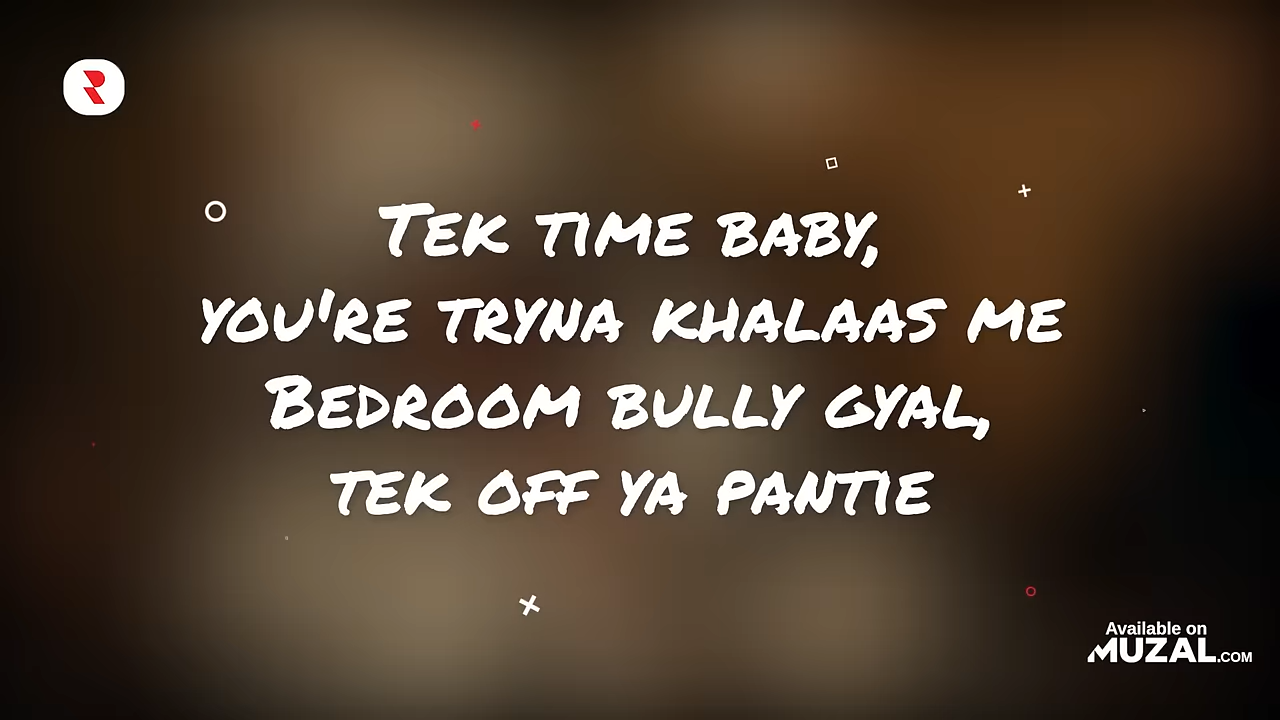 Tek time baby,
you're tryna khalaas me
Bedroom bully gyal,
tek off ya pantie
Available on
MUZAL.COM